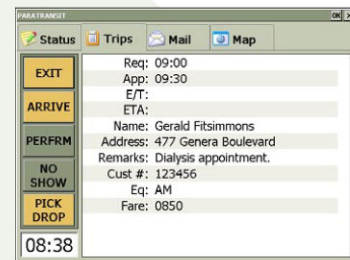 PARATRANSIT OK X
Status Trips Mail Map
EXIT
ARRIVE
PERFRM
NO SHOW
PICK DROP
08:38
Req: 09:00
App: 09:30
E/T:
ETA:
Name: Gerald Fitsimmons
Address: 477 Genera Boulevard
Remarks: Dialysis appointment.
Cust #: 123456
Eq: AM
Fare: 0850